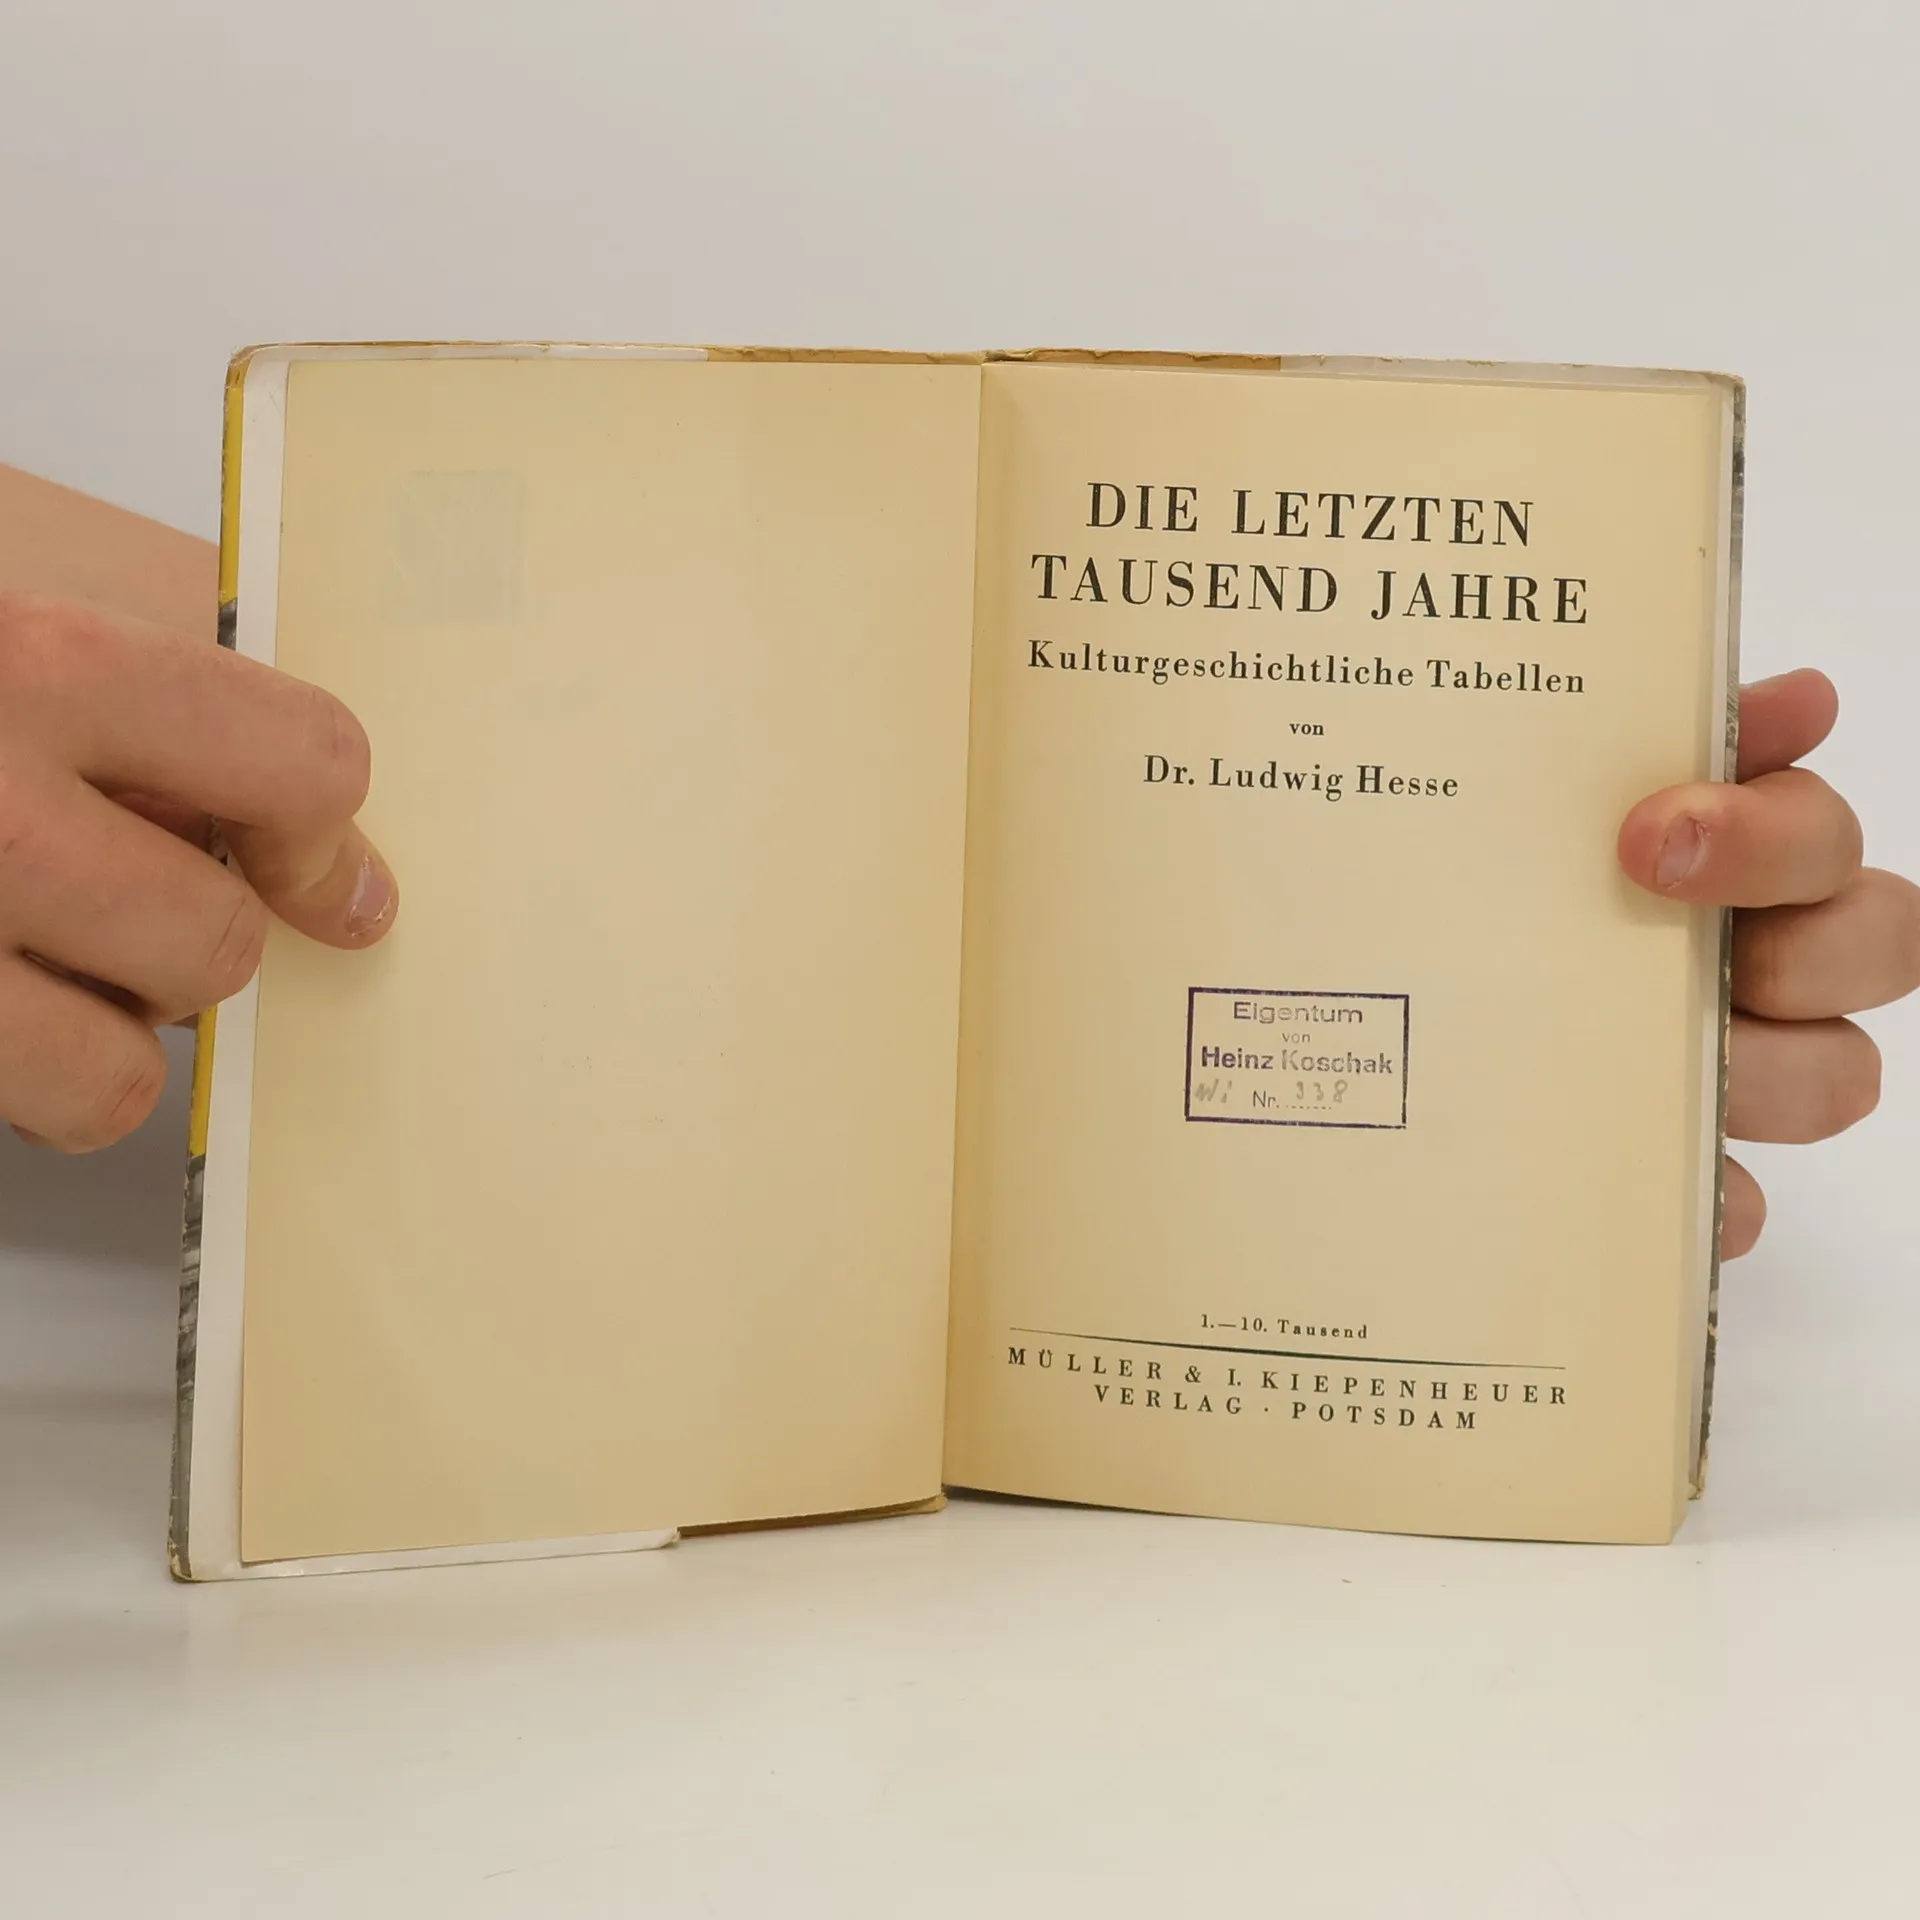 DIE LETZTEN
TAUSEND JAHRE
Kulturgeschichtliche Tabellen
von
Dr. Ludwig Hesse
Eigentum
von
Heinz Koschak
Nr. 338
1.—10. Tausend
MÜLLER & I. KIEPENHEUER
VERLAG · POTSDAM